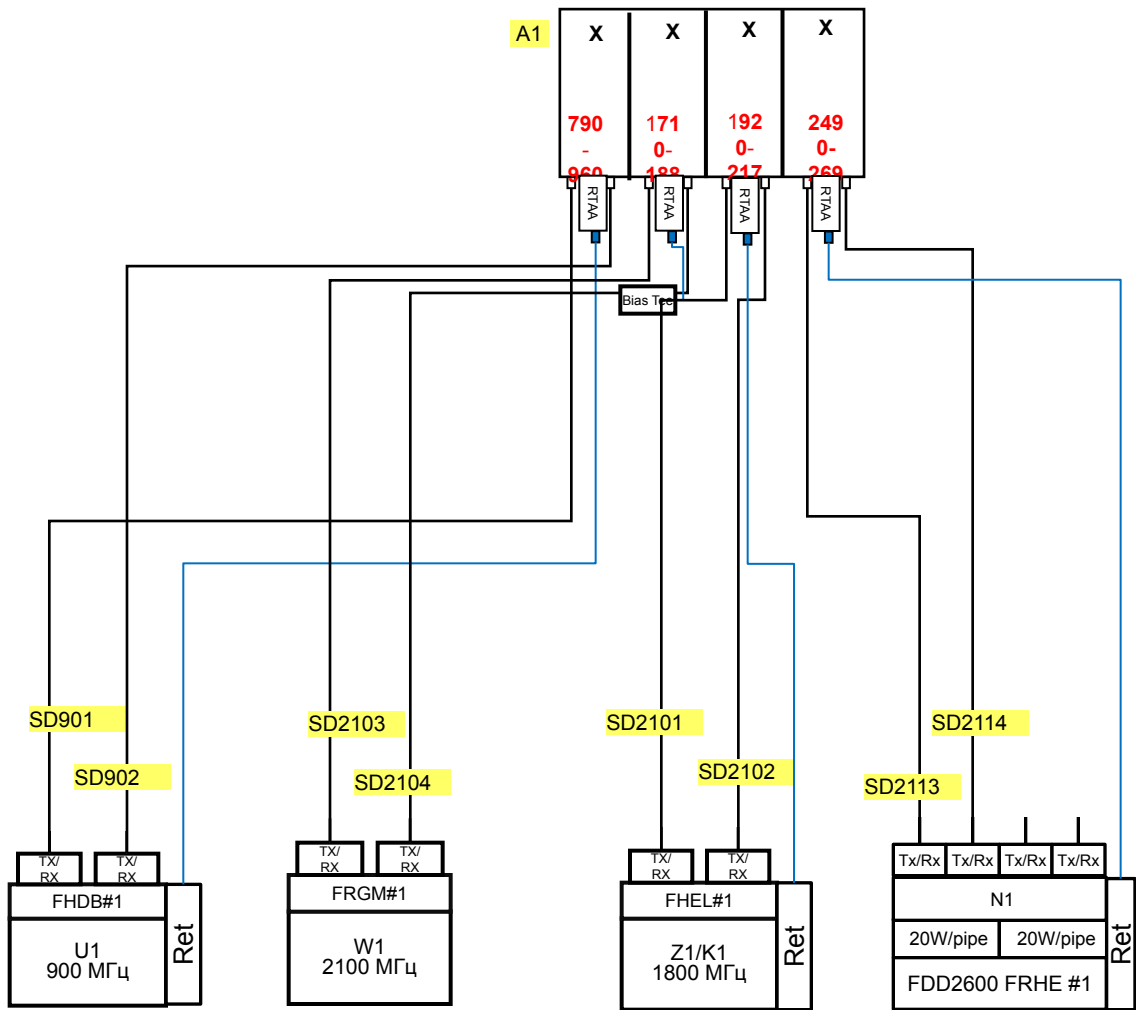 A1
X
X
X
X
790
-
960
171
0-
188
192
0-
217
249
0-
269
RTAA
RTAA
RTAA
RTAA
Bias Tee
SD901
SD902
SD2103
SD2104
SD2101
SD2102
SD2114
SD2113
TX/
RX
TX/
RX
FHDB#1
U1
900 МГц
Ret
TX/
RX
TX/
RX
FRGM#1
W1
2100 МГц
TX/
RX
TX/
RX
FHEL#1
Z1/K1
1800 МГц
Ret
Tx/Rx
Tx/Rx
Tx/Rx
Tx/Rx
N1
20W/pipe
20W/pipe
FDD2600 FRHE #1
Ret